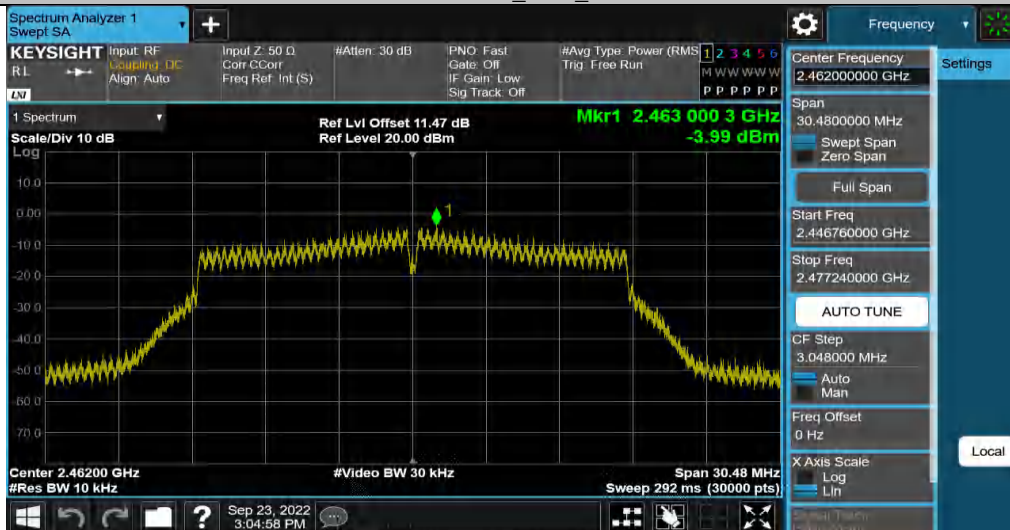 Spectrum Analyzer 1
Swept SA
Frequency
KEYSIGHT
RL
LXI
Input: RF
Coupling: DC
Align: Auto
Input Z: 50 Ω
Corr CCorr
Freq Ref: Int (S)
#Atten: 30 dB
PNO: Fast
Gate: Off
IF Gain: Low
Sig Track: Off
#Avg Type: Power (RMS
Trig: Free Run
1 2 3 4 5 6
M W W W W W
P P P P P P
1 Spectrum
Scale/Div 10 dB
Log
Ref Lvl Offset 11.47 dB
Ref Level 20.00 dBm
Mkr1 2.463 000 3 GHz
-3.99 dBm
10.0
0.00
-10.0
-20.0
-30.0
-40.0
-50.0
-60.0
-70.0
1
Center 2.46200 GHz
#Res BW 10 kHz
#Video BW 30 kHz
Span 30.48 MHz
Sweep 292 ms (30000 pts)
Sep 23, 2022
3:04:58 PM
?
Center Frequency
2.462000000 GHz
Span
30.4800000 MHz
Swept Span
Zero Span
Full Span
Start Freq
2.446760000 GHz
Stop Freq
2.477240000 GHz
AUTO TUNE
CF Step
3.048000 MHz
Auto
Man
Freq Offset
0 Hz
X Axis Scale
Log
Lin
Settings
Local